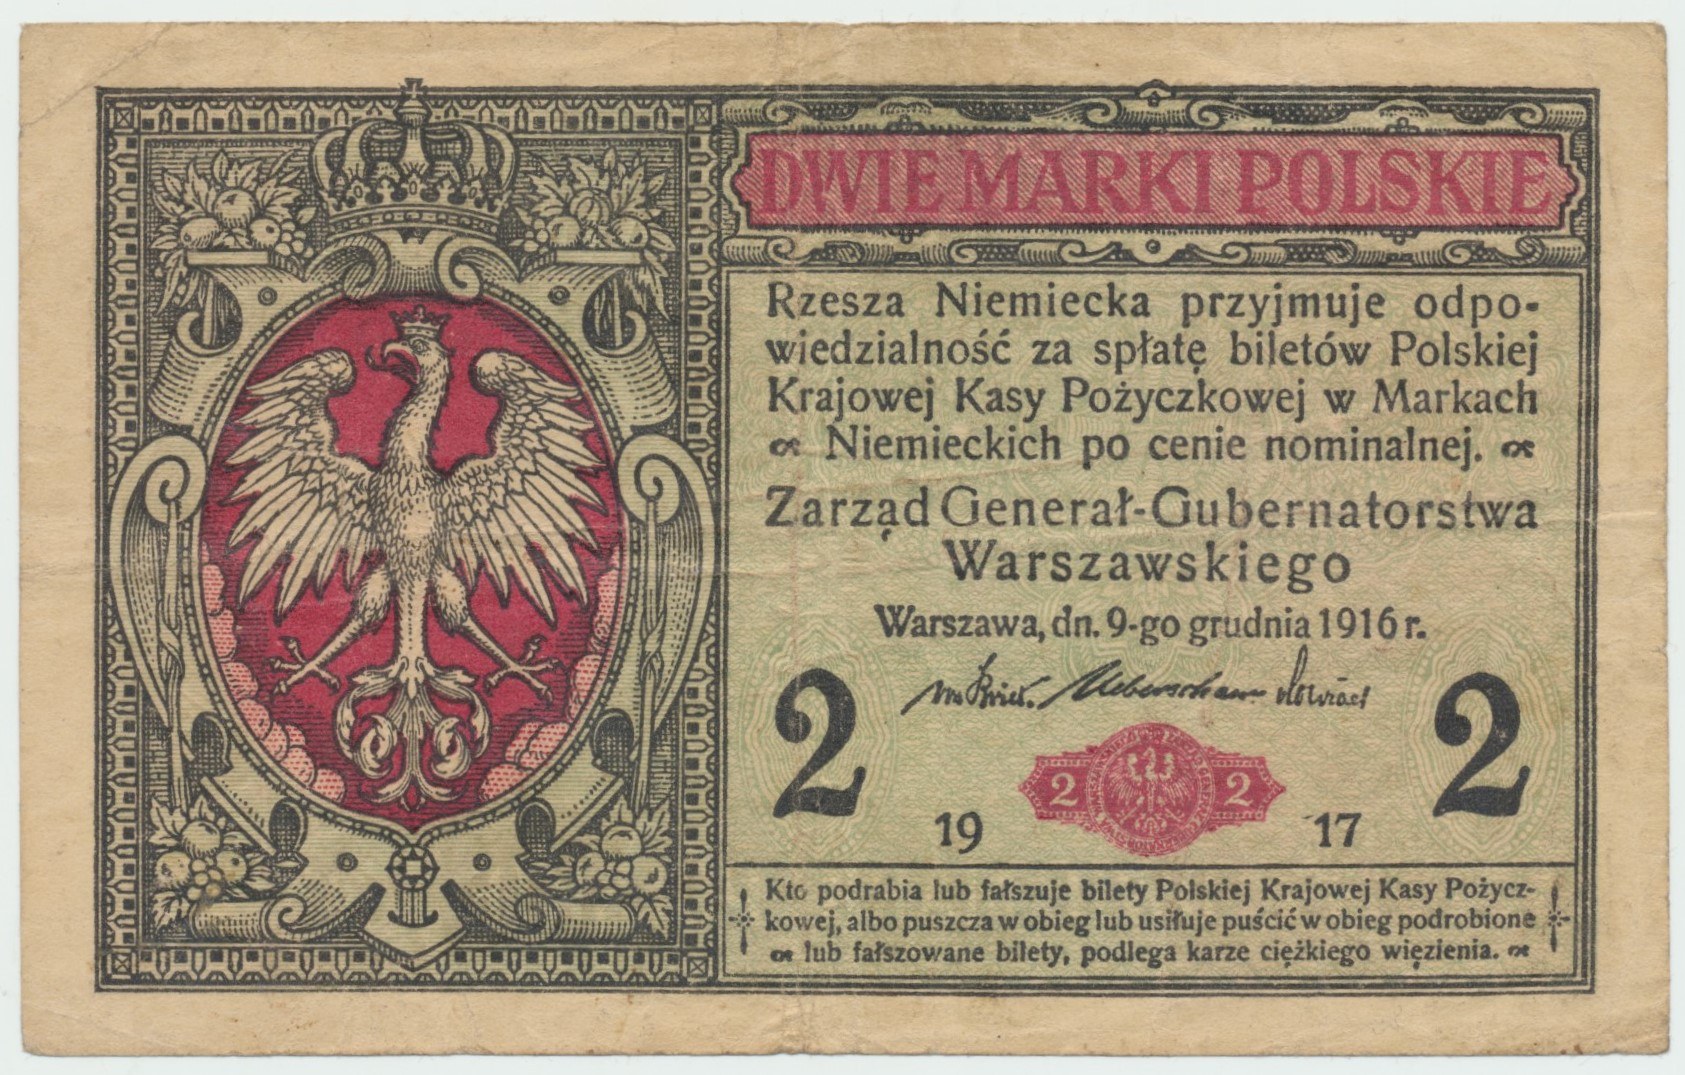 DWIE MARKI POLSKIE
Rzesza Niemiecka przyjmuje odpo-
wiedzialność za spłatę biletów Polskiej
Krajowej Kasy Pożyczkowej w Markach
Niemieckich po cenie nominalnej.
Zarząd Generał-Gubernatorstwa
Warszawskiego
Warszawa, dn. 9-go grudnia 1916 r.
2 2
2 2
19 17
Kto podrabia lub fałszuje bilety Polskiej Krajowej Kasy Pożycz-
kowej, albo puszcza w obieg lub usiłuje puścić w obieg podrobione
lub fałszowane bilety, podlega karze ciężkiego więzienia.